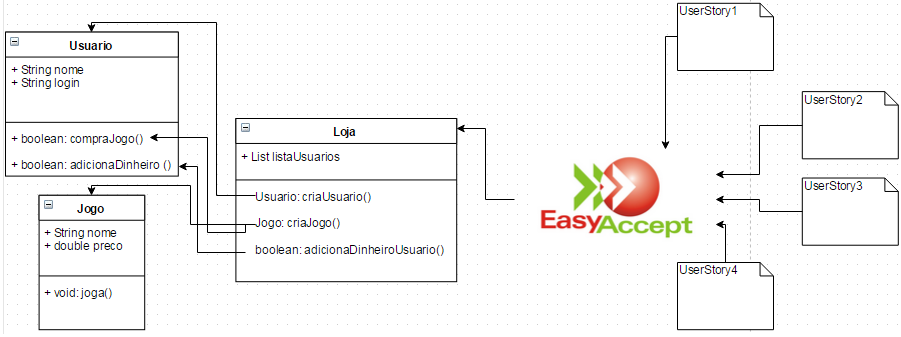 Usuario
+ String nome
+ String login
+ boolean: compraJogo()
+ boolean: adicionaDinheiro ()
Jogo
+ String nome
+ double preco
+ void: joga()
Loja
+ List listaUsuarios
Usuario: criaUsuario()
Jogo: criaJogo()
boolean: adicionaDinheiroUsuario()
EasyAccept
UserStory1
UserStory2
UserStory3
UserStory4